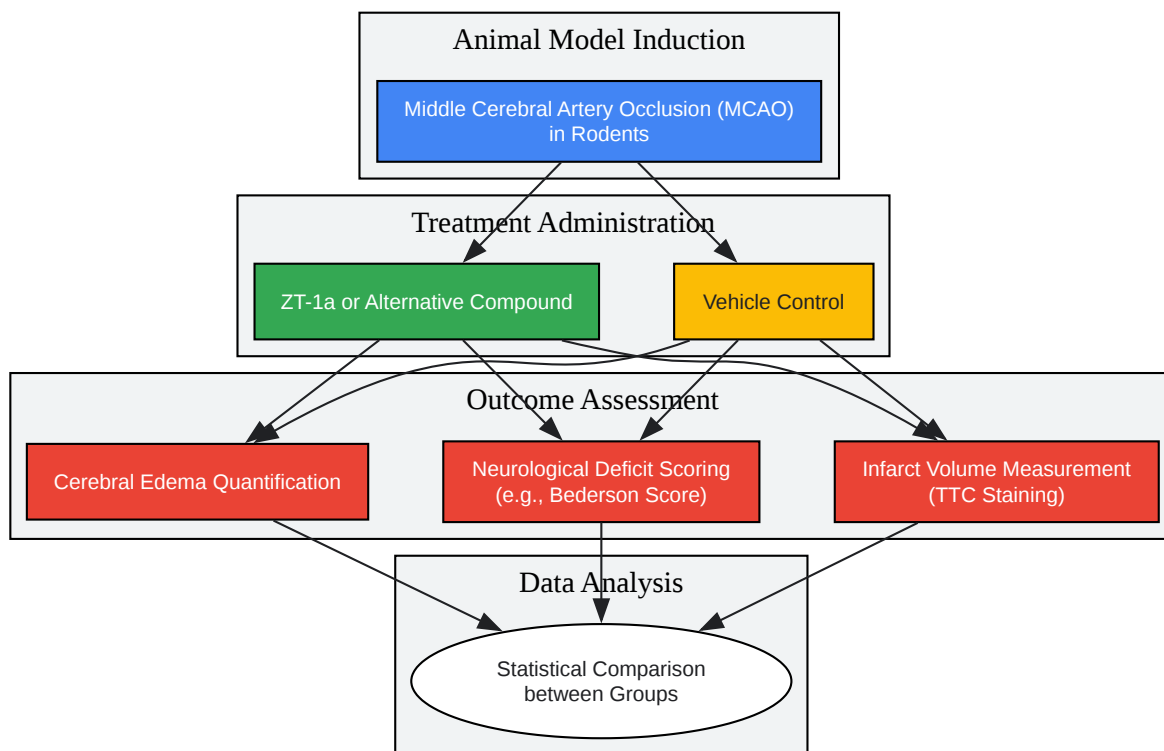 Animal Model Induction
Middle Cerebral Artery Occlusion (MCAO)
in Rodents
Treatment Administration
ZT-1a or Alternative Compound
Vehicle Control
Outcome Assessment
Cerebral Edema Quantification
Neurological Deficit Scoring
(e.g., Bederson Score)
Infarct Volume Measurement
(TTC Staining)
Data Analysis
Statistical Comparison
between Groups